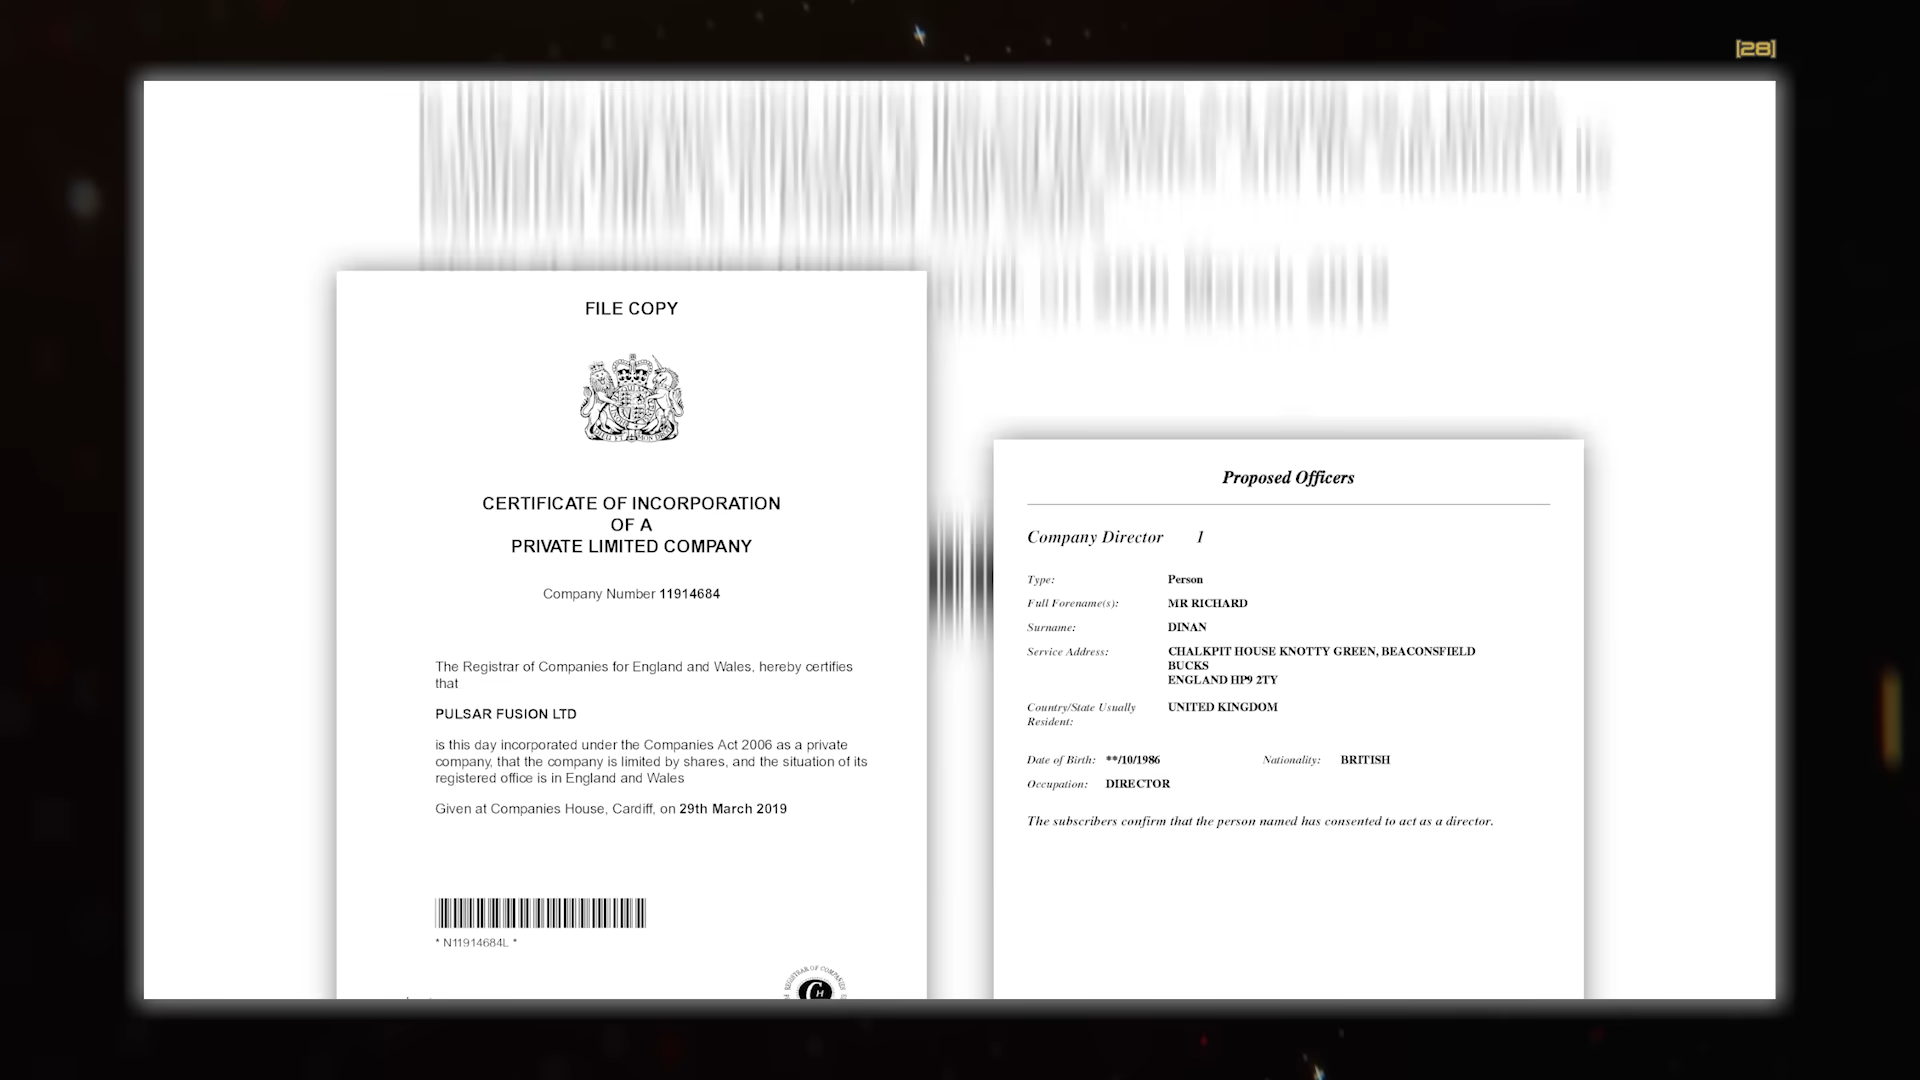 [28]
FILE COPY
CERTIFICATE OF INCORPORATION
OF A
PRIVATE LIMITED COMPANY
Company Number 11914684
The Registrar of Companies for England and Wales, hereby certifies
that
PULSAR FUSION LTD
is this day incorporated under the Companies Act 2006 as a private
company, that the company is limited by shares, and the situation of its
registered office is in England and Wales
Given at Companies House, Cardiff, on 29th March 2019
* N11914684L *
REGISTRAR OF COMPANIES
CH
Proposed Officers
Company Director 1
Type: Person
Full Forename(s): MR RICHARD
Surname: DINAN
Service Address: CHALKPIT HOUSE KNOTTY GREEN, BEACONSFIELD
BUCKS
ENGLAND HP9 2TY
Country/State Usually UNITED KINGDOM
Resident:
Date of Birth: **/10/1986 Nationality: BRITISH
Occupation: DIRECTOR
The subscribers confirm that the person named has consented to act as a director.